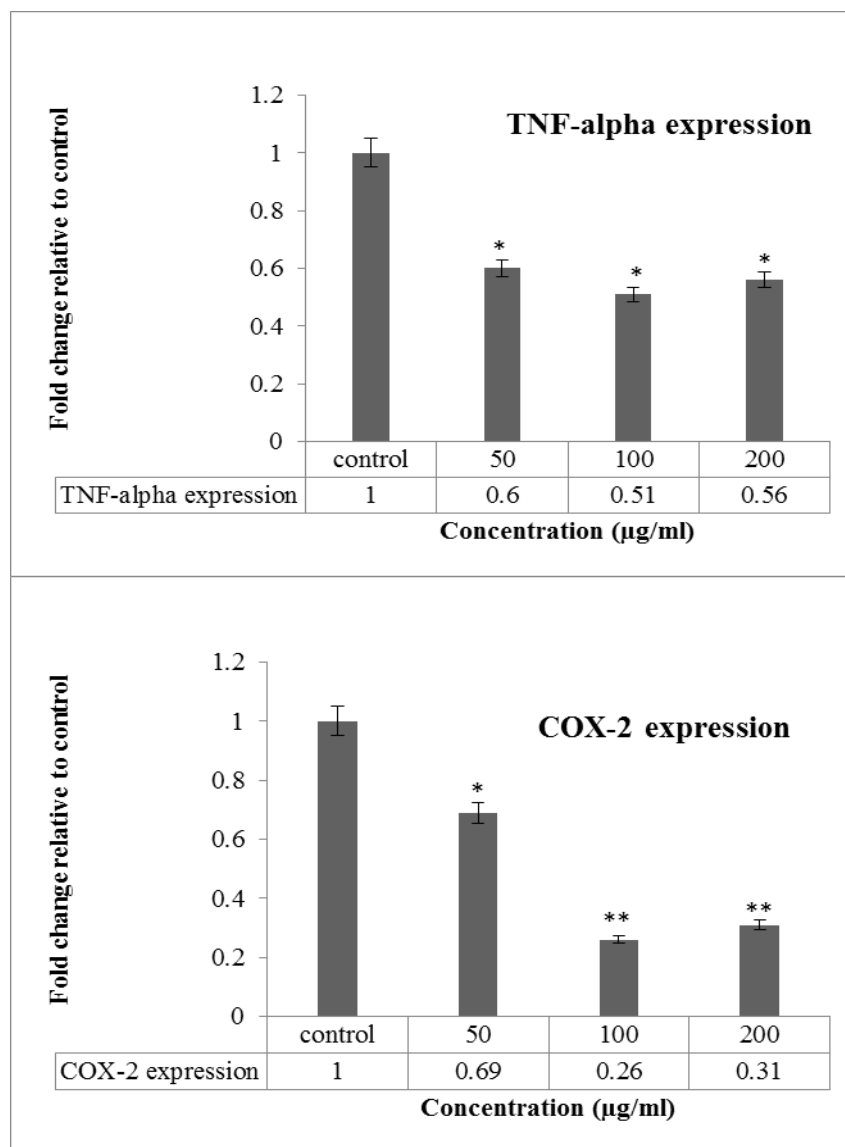 TNF-alpha expression
Fold change relative to control
1.2
1
0.8
0.6
0.4
0.2
0
*
*
*
control 50 100 200
TNF-alpha expression 1 0.6 0.51 0.56
Concentration (µg/ml)
COX-2 expression
Fold change relative to control
1.2
1
0.8
0.6
0.4
0.2
0
*
**
**
control 50 100 200
COX-2 expression 1 0.69 0.26 0.31
Concentration (µg/ml)